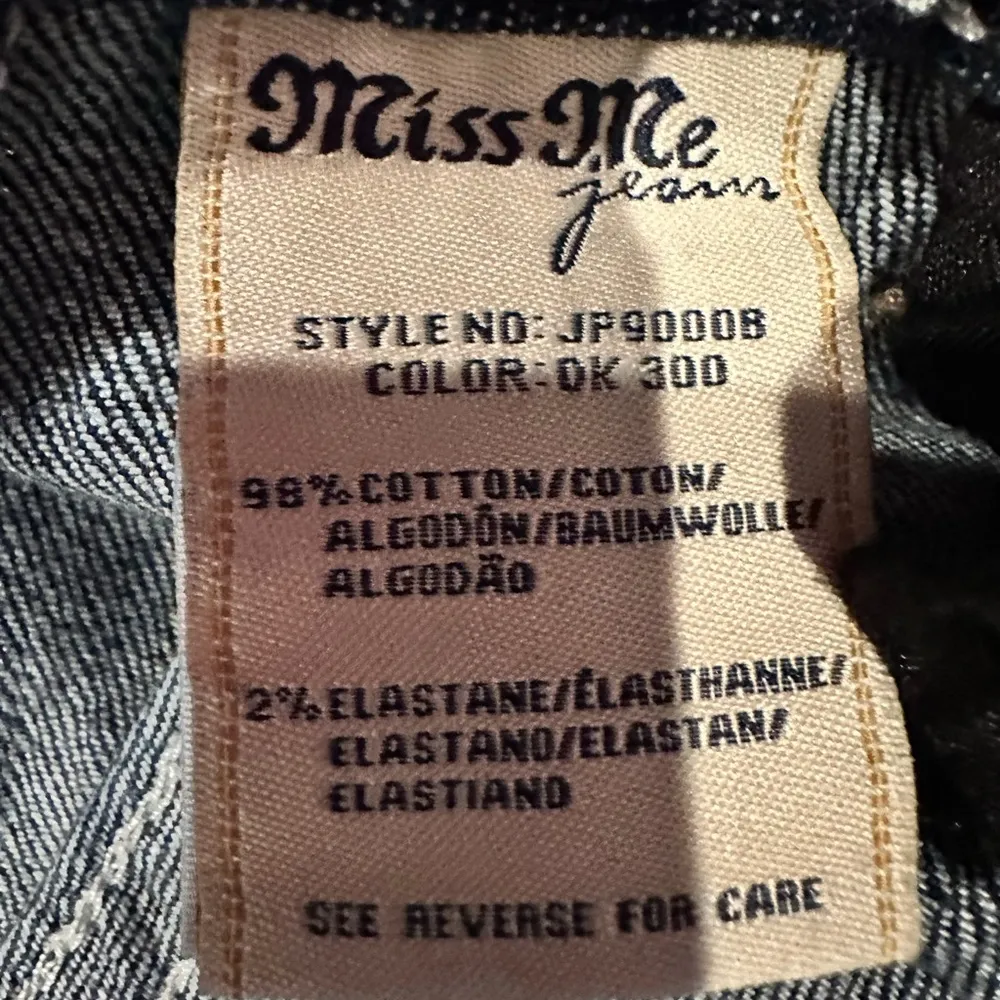 Miss Me
jeans
STYLE NO: JP9000B
COLOR: DK 300
98% COTTON/COTON/
ALGODÓN/BAUMWOLLE/
ALGODÃO
2% ELASTANE/ÉLASTHANNE/
ELASTANO/ELASTAN/
ELASTIANO
SEE REVERSE FOR CARE